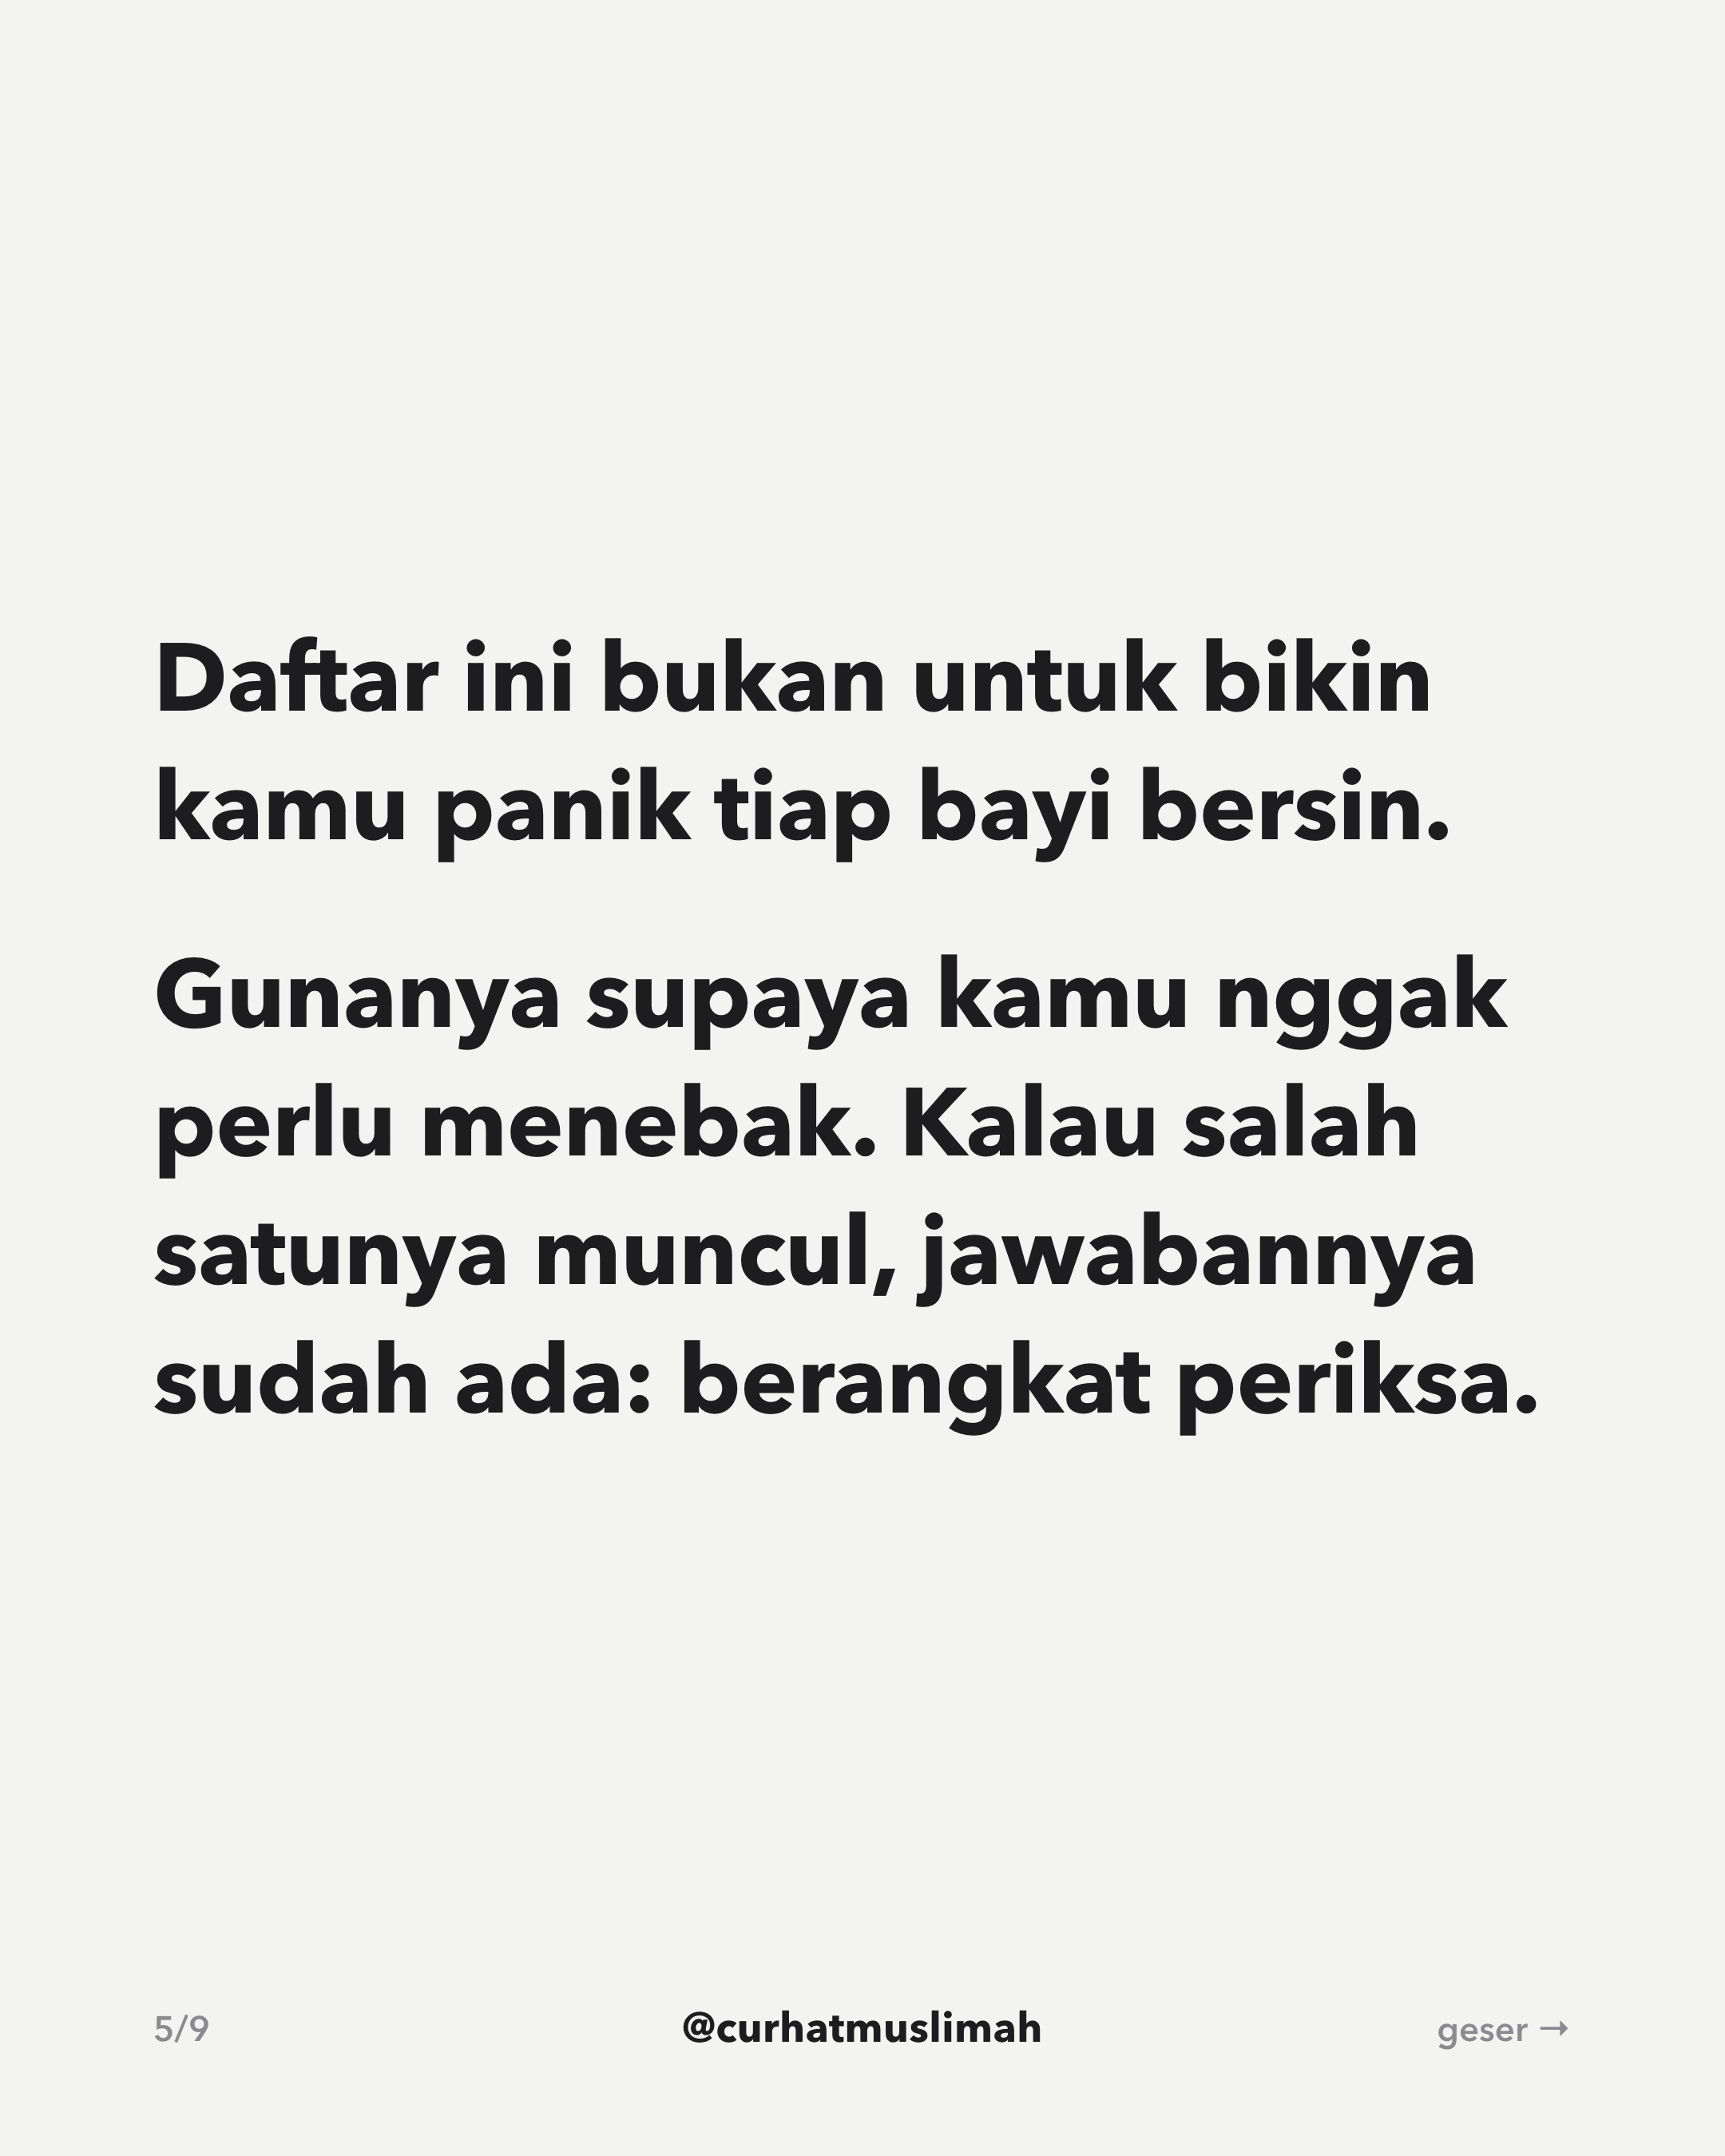 Daftar ini bukan untuk bikin
kamu panik tiap bayi bersin.
Gunanya supaya kamu nggak
perlu menebak. Kalau salah
satunya muncul, jawabannya
sudah ada: berangkat periksa.
5/9
@curhatmuslimah
geser →